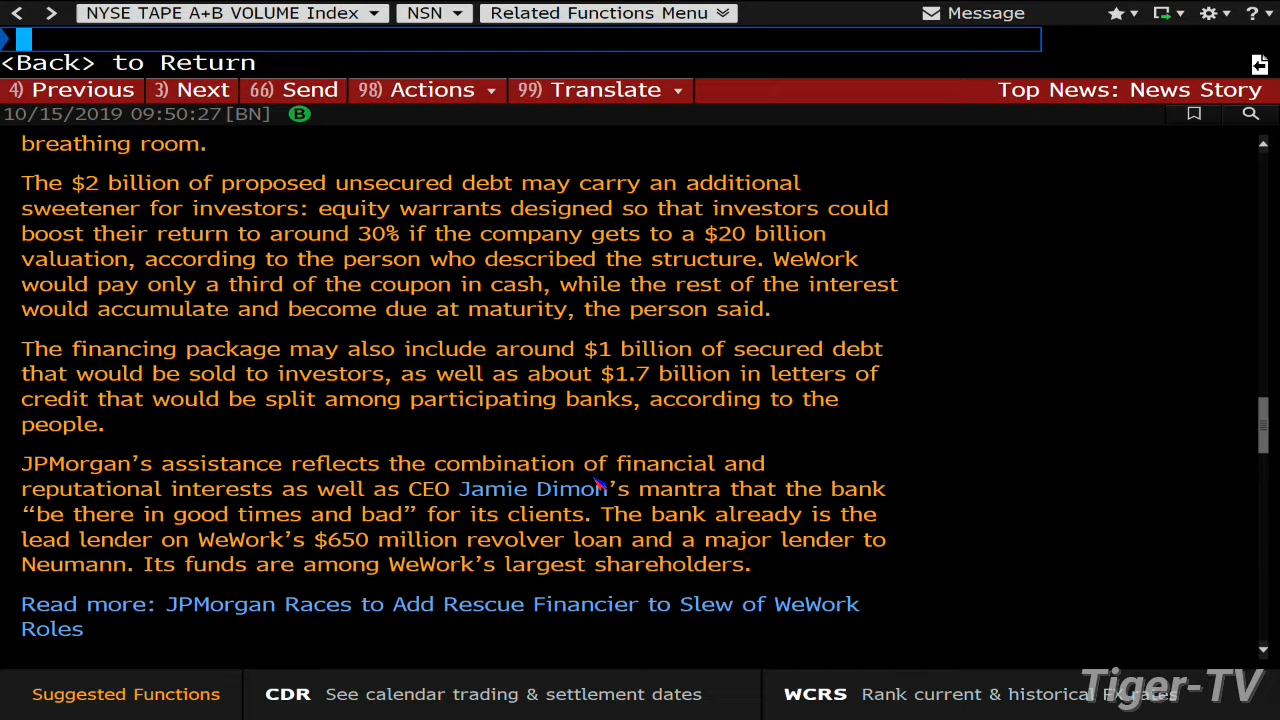 NYSE TAPE A+B VOLUME Index NSN Related Functions Menu Message ?
<Back> to Return
4) Previous 3) Next 66) Send 98) Actions 99) Translate Top News: News Story
10/15/2019 09:50:27 [BN] B
breathing room.
The $2 billion of proposed unsecured debt may carry an additional
sweetener for investors: equity warrants designed so that investors could
boost their return to around 30% if the company gets to a $20 billion
valuation, according to the person who described the structure. WeWork
would pay only a third of the coupon in cash, while the rest of the interest
would accumulate and become due at maturity, the person said.
The financing package may also include around $1 billion of secured debt
that would be sold to investors, as well as about $1.7 billion in letters of
credit that would be split among participating banks, according to the
people.
JPMorgan’s assistance reflects the combination of financial and
reputational interests as well as CEO Jamie Dimon’s mantra that the bank
“be there in good times and bad” for its clients. The bank already is the
lead lender on WeWork’s $650 million revolver loan and a major lender to
Neumann. Its funds are among WeWork’s largest shareholders.
Read more: JPMorgan Races to Add Rescue Financier to Slew of WeWork
Roles
Suggested Functions CDR See calendar trading & settlement dates WCRS Rank current & historical FX rates
Tiger-TV